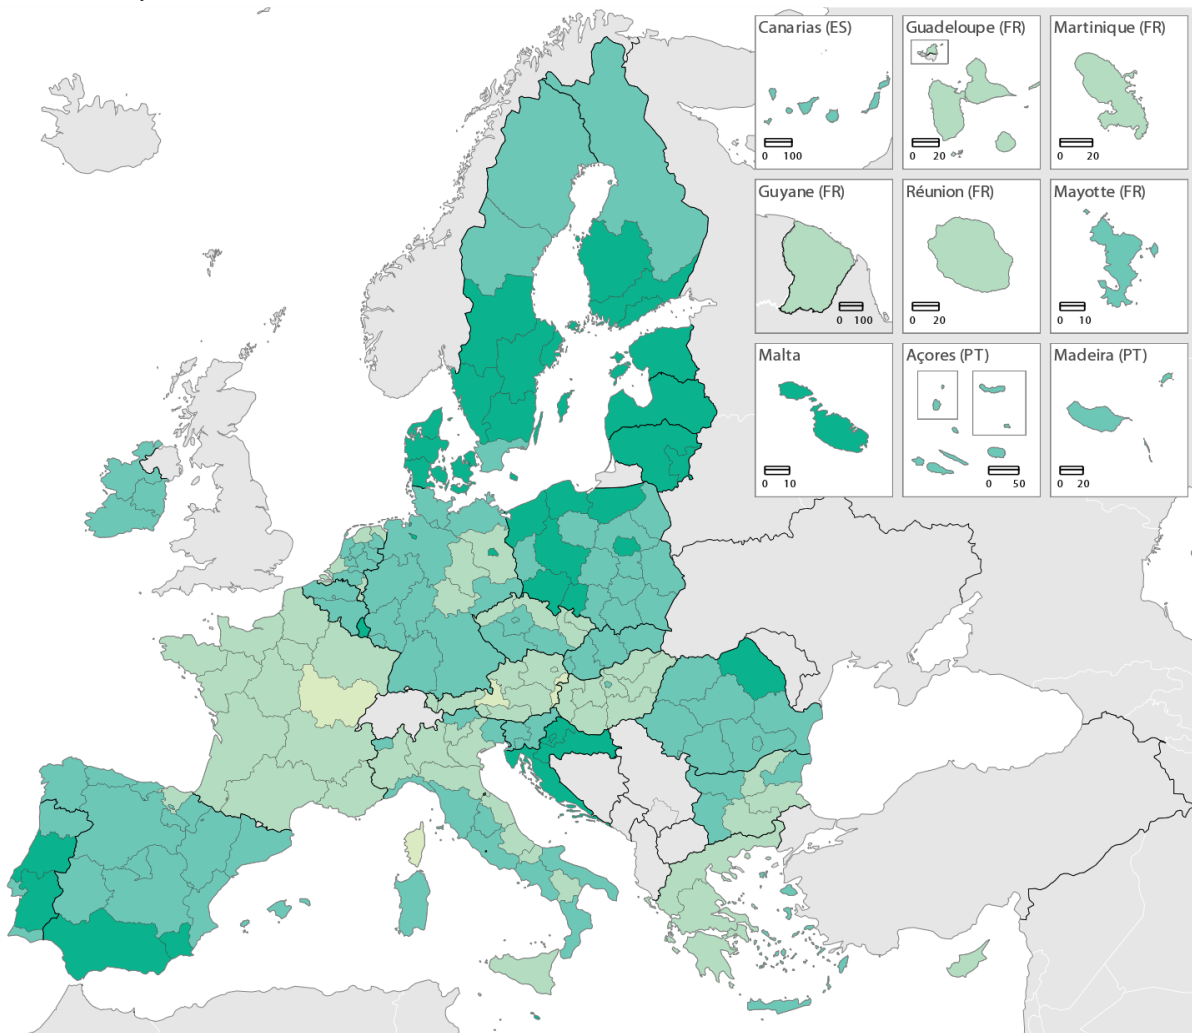 Canarias (ES)
0 100
Guadeloupe (FR)
0 20
Martinique (FR)
0 20
Guyane (FR)
0 100
Réunion (FR)
0 20
Mayotte (FR)
0 10
Malta
0 10
Açores (PT)
0 50
Madeira (PT)
0 20